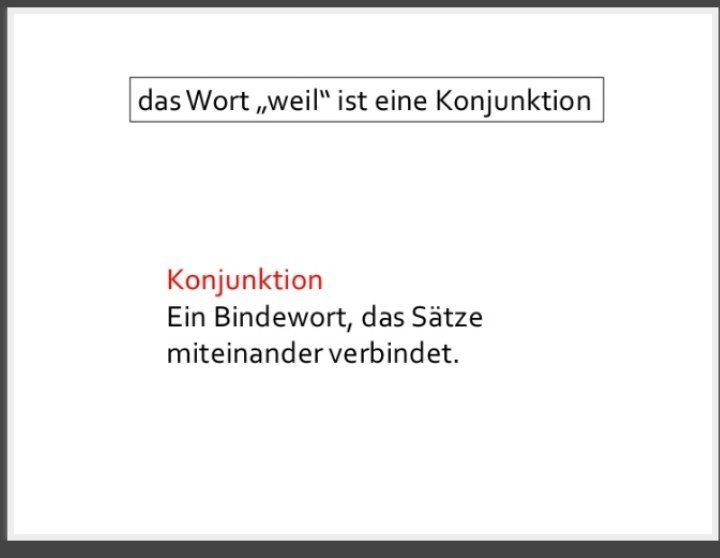 das Wort „weil“ ist eine Konjunktion
Konjunktion
Ein Bindewort, das Sätze
miteinander verbindet.